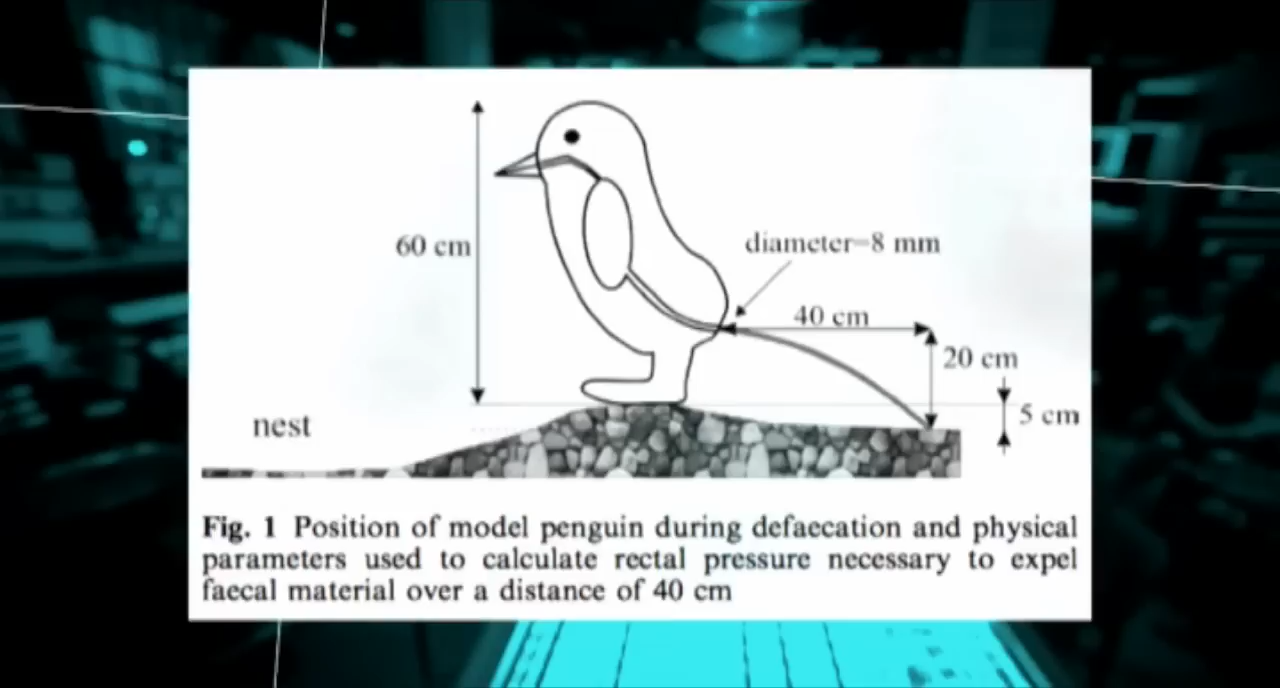 60 cm
diameter=8 mm
40 cm
20 cm
5 cm
nest
Fig. 1 Position of model penguin during defaecation and physical
parameters used to calculate rectal pressure necessary to expel
faecal material over a distance of 40 cm